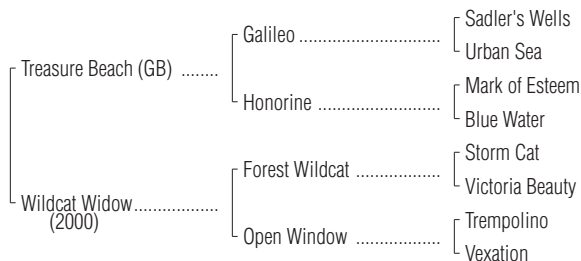 Sadler's Wells
Galileo ........................................
Urban Sea
Treasure Beach (GB) ........
Mark of Esteem
Honorine ...................................
Blue Water
Storm Cat
Forest Wildcat ....................
Victoria Beauty
Wildcat Widow..................
(2000)
Trempolino
Open Window ....................
Vexation